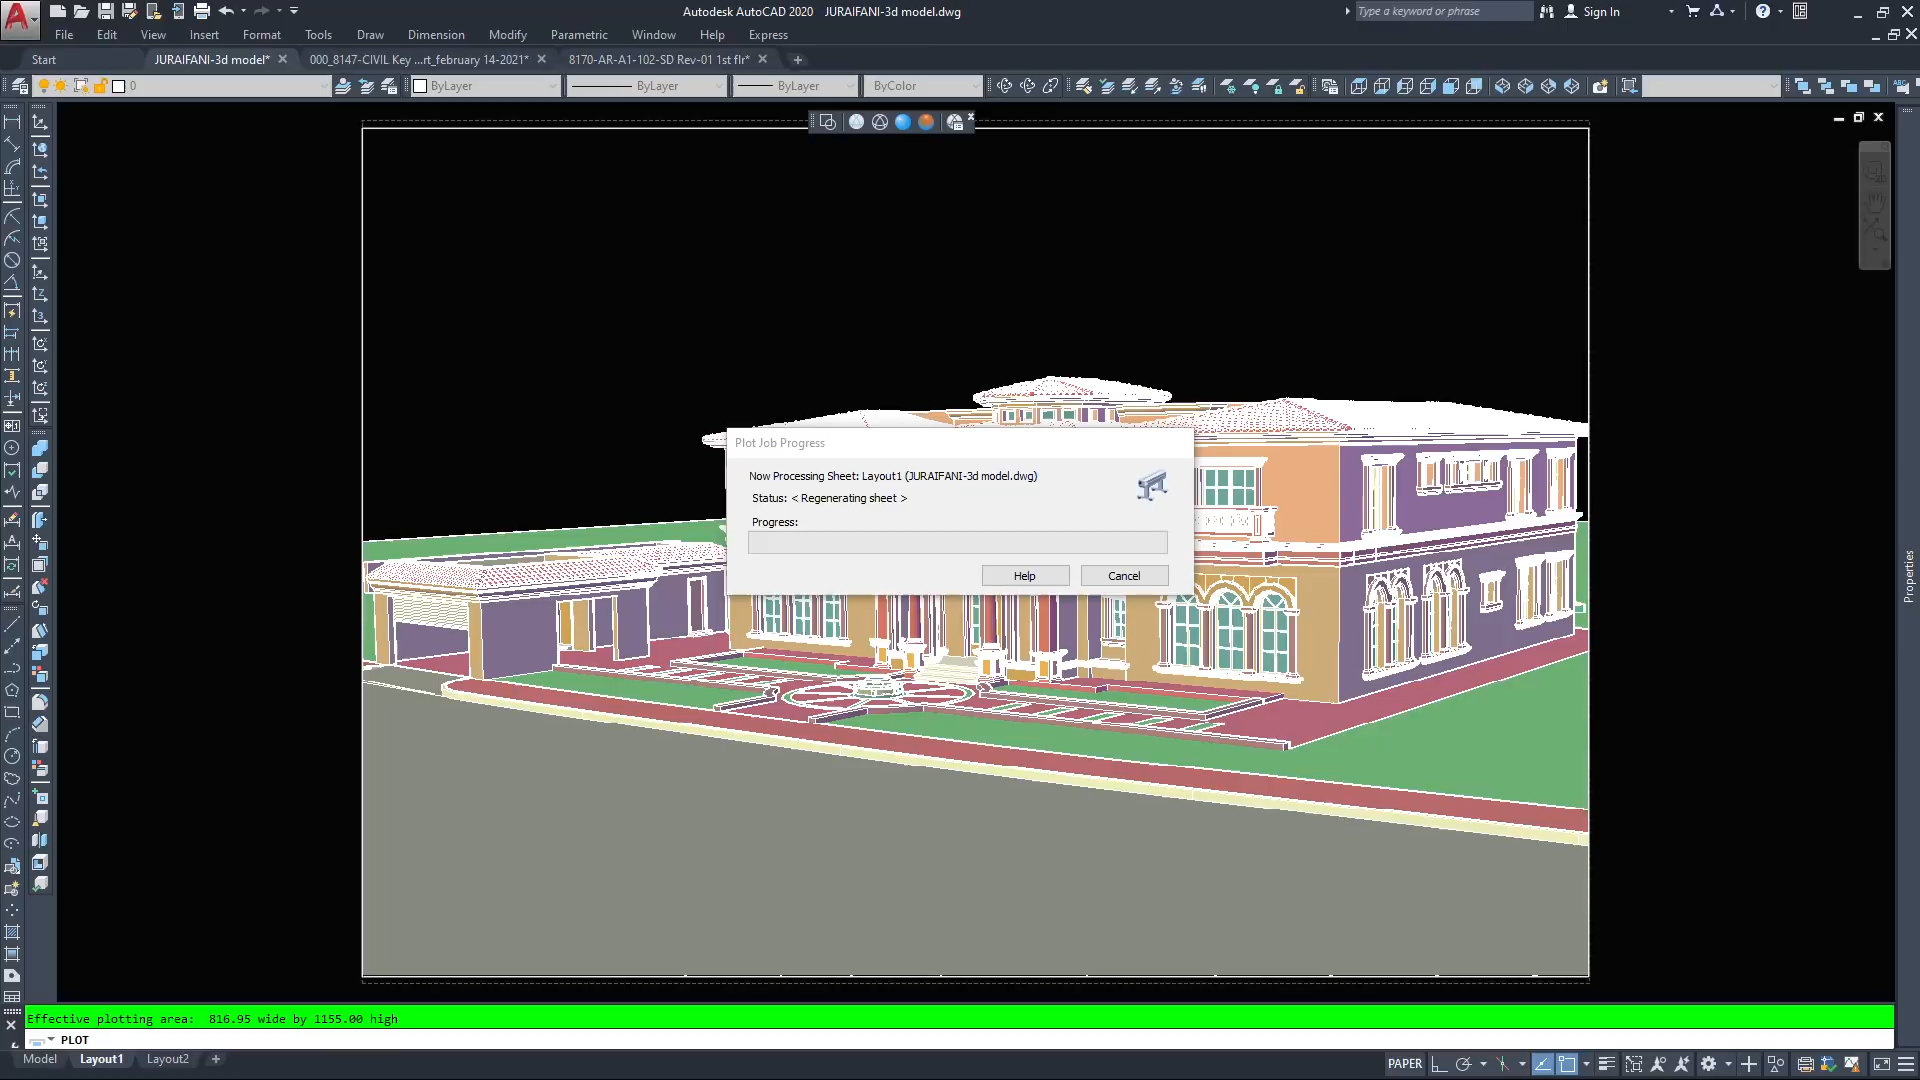 Autodesk AutoCAD 2020 JURAIFANI-3d model.dwg
Type a keyword or phrase
Sign In
File Edit View Insert Format Tools Draw Dimension Modify Parametric Window Help Express
Start JURAIFANI-3d model* 000_8147-CIVIL Key ...rt_february 14-2021* 8170-AR-A1-102-SD Rev-01 1st flr*
0 ByLayer ByLayer ByLayer ByColor
Plot Job Progress
Now Processing Sheet: Layout1 (JURAIFANI-3d model.dwg)
Status: < Regenerating sheet >
Progress:
Help Cancel
Properties
Effective plotting area: 816.95 wide by 1155.00 high
PLOT
Model Layout1 Layout2 +
PAPER